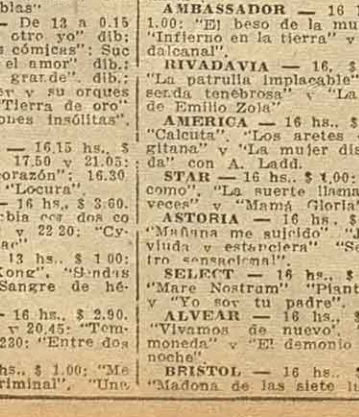 blas"
— De 13 a 0.15
otro yo" dib:
s cómicas": Suc
el amor" dib.:
grande". dib.:
y su orques
"Tierra de oro"
ones insólitas".
— 16,15 hs., $
17.50 y 21.05:
orazón"; 16.30
"Locura".
— 16 hs., $ 3.60.
dos co
y 22 20: "Cy-
13 hs., $ 1 00:
Kong", "Sendas
Sangre de hé-
— 16 hs., $ 2.90.
y 20.45: "Tem-
230: "Entre dos
hs., $ 1.00: "Me
riminal", "Una
AMBASSADOR — 16
1.00: "El beso de la mu
"Infierno en la tierra" y
dalcanal".
RIVADAVIA — 16, $
"La patrulla implacable"
senda tenebrosa" y "La
de Emilio Zola"
AMERICA — 16 hs., $
"Calcuta". "Los aretes
gitana" y "La mujer dis
da" con A. Ladd.
STAR — 16 hs., $ 1,00:
como", "La suerte llama
veces" y "Mamá Gloria"
ASTORIA — 16 hs., $
"Mañana me suicido"
viuda y estanciera" "Se
tro sensacional".
SELECT — 16 hs., $
"Mare Nostrum" "Piant
y "Yo soy tu padre".
ALVEAR — 16 hs., $
"Vivamos de nuevo".
moneda" y "El demonio
noche".
BRISTOL — 16 hs. $
"Madona de las siete lu